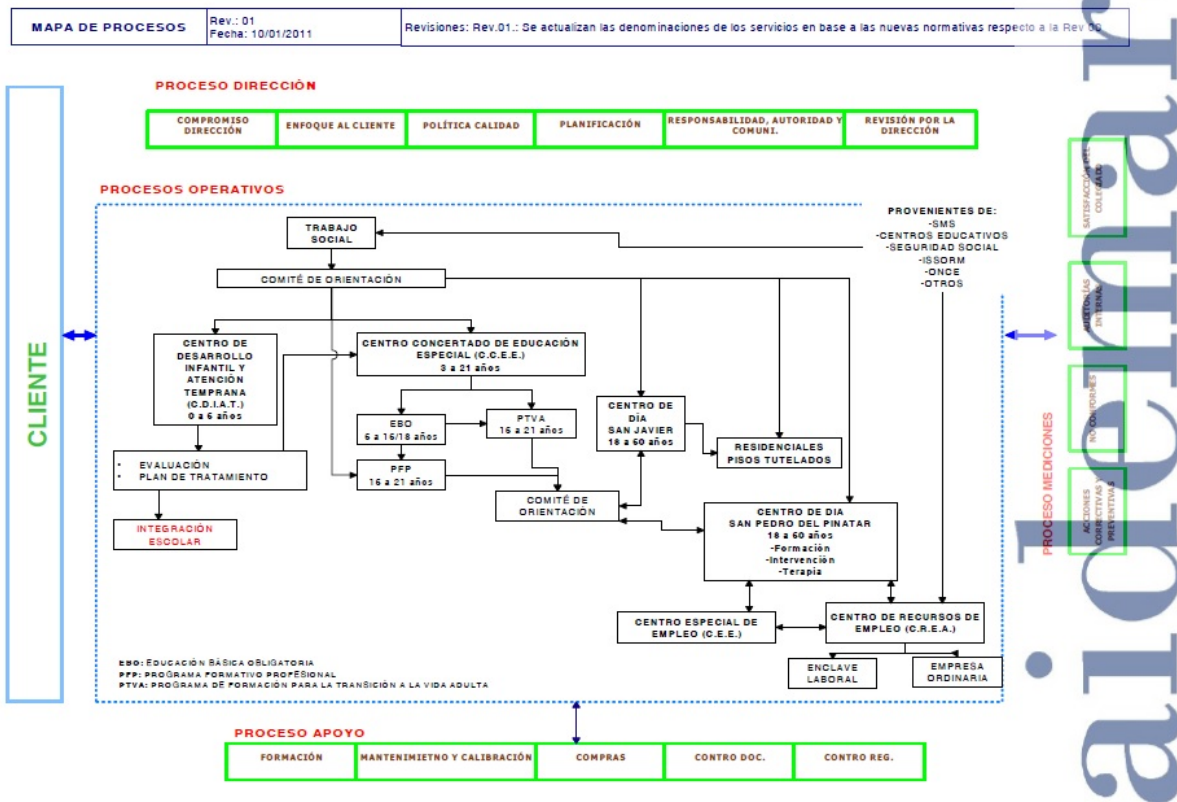 MAPA DE PROCESOS
Rev.: 01
Fecha: 10/01/2011
Revisiones: Rev.01.: Se actualizan las denominaciones de los servicios en base a las nuevas normativas respecto a la Rev 00
PROCESO DIRECCIÓN
COMPROMISO
DIRECCIÓN
ENFOQUE AL CLIENTE
POLÍTICA CALIDAD
PLANIFICACIÓN
RESPONSABILIDAD, AUTORIDAD Y
COMUNI.
REVISIÓN POR LA
DIRECCIÓN
CLIENTE
PROCESOS OPERATIVOS
TRABAJO
SOCIAL
PROVENIENTES DE:
-SMS
-CENTROS EDUCATIVOS
-SEGURIDAD SOCIAL
-ISSORM
-ONCE
-OTROS
COMITÉ DE ORIENTACIÓN
CENTRO DE
DESARROLLO
INFANTIL Y
ATENCIÓN
TEMPRANA
(C.D.I.A.T.)
0 a 6 años
CENTRO CONCERTADO DE EDUCACIÓN
ESPECIAL (C.C.E.E.)
3 a 21 años
EBO
6 a 16/18 años
PTVA
16 a 21 años
PFP
16 a 21 años
CENTRO DE
DÍA
SAN JAVIER
18 a 60 años
RESIDENCIALES
PISOS TUTELADOS
• EVALUACIÓN
• PLAN DE TRATAMIENTO
INTEGRACIÓN
ESCOLAR
COMITÉ DE
ORIENTACIÓN
CENTRO DE DIA
SAN PEDRO DEL PINATAR
18 a 60 años
-Formación
-Intervención
-Terapia
CENTRO ESPECIAL DE
EMPLEO (C.E.E.)
CENTRO DE RECURSOS DE
EMPLEO (C.R.E.A.)
ENCLAVE
LABORAL
EMPRESA
ORDINARIA
EBO: EDUCACIÓN BÁSICA OBLIGATORIA
PFP: PROGRAMA FORMATIVO PROFESIONAL
PTVA: PROGRAMA DE FORMACIÓN PARA LA TRANSICIÓN A LA VIDA ADULTA
PROCESO MEDICIONES
SATISFACCIÓN DEL
COLEGIADO
AUDITORÍAS
INTERNAS
NO CONFORMES
ACCIONES
CORRECTIVAS Y
PREVENTIVAS
aidemar
PROCESO APOYO
FORMACIÓN
MANTENIMIETNO Y CALIBRACIÓN
COMPRAS
CONTRO DOC.
CONTRO REG.